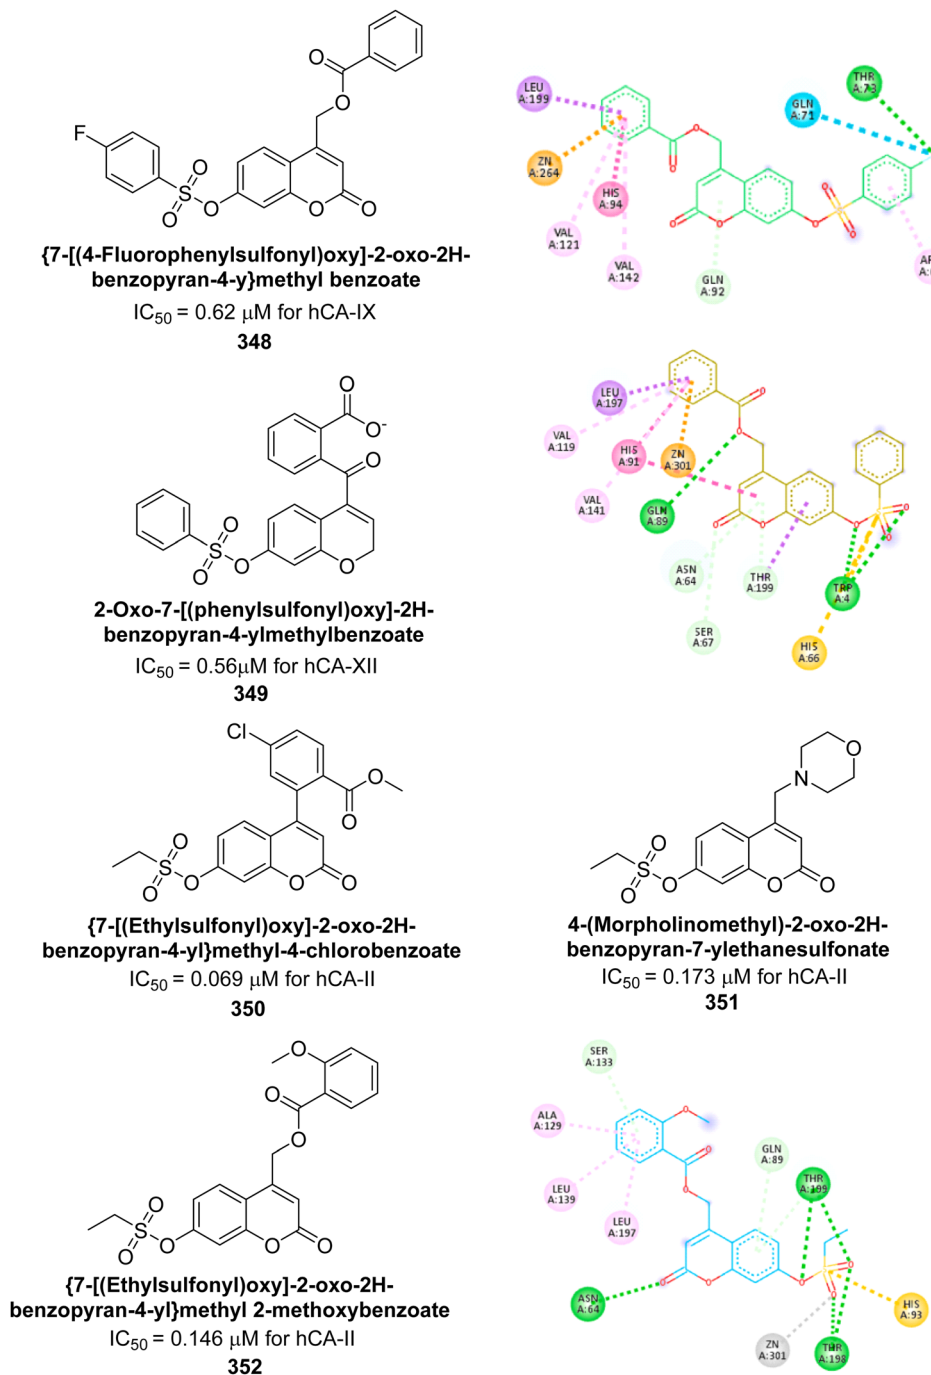 O
O
F
O
S
O
O
O
O
{7-[(4-Fluorophenylsulfonyl)oxy]-2-oxo-2H-
benzopyran-4-y}methyl benzoate
IC50 = 0.62 μM for hCA-IX
348
LEU
A:199
ZN
A:264
HIS
A:94
VAL
A:121
VAL
A:142
GLN
A:92
GLN
A:71
THR
A:73
O
O
O
O
O
S
O
O
O
O
O-
O
O
S
O
O
O
2-Oxo-7-[(phenylsulfonyl)oxy]-2H-
benzopyran-4-ylmethylbenzoate
IC50 = 0.56μM for hCA-XII
349
LEU
A:197
VAL
A:119
HIS
A:91
ZN
A:301
VAL
A:141
GLN
A:89
ASN
A:64
THR
A:199
SER
A:67
TRP
A:4
HIS
A:66
O
O
O
O
O
S
O
O
Cl
O
O
O
S
O
O
O
O
{7-[(Ethylsulfonyl)oxy]-2-oxo-2H-
benzopyran-4-yl}methyl-4-chlorobenzoate
IC50 = 0.069 μM for hCA-II
350
O
N
O
S
O
O
O
O
4-(Morpholinomethyl)-2-oxo-2H-
benzopyran-7-ylethanesulfonate
IC50 = 0.173 μM for hCA-II
351
O
O
O
O
S
O
O
O
O
{7-[(Ethylsulfonyl)oxy]-2-oxo-2H-
benzopyran-4-yl}methyl 2-methoxybenzoate
IC50 = 0.146 μM for hCA-II
352
SER
A:133
ALA
A:129
LEU
A:139
LEU
A:197
GLN
A:89
THR
A:199
ASN
A:64
HIS
A:93
ZN
A:301
THR
A:198
O
O
O
O
O
O
S
O
O